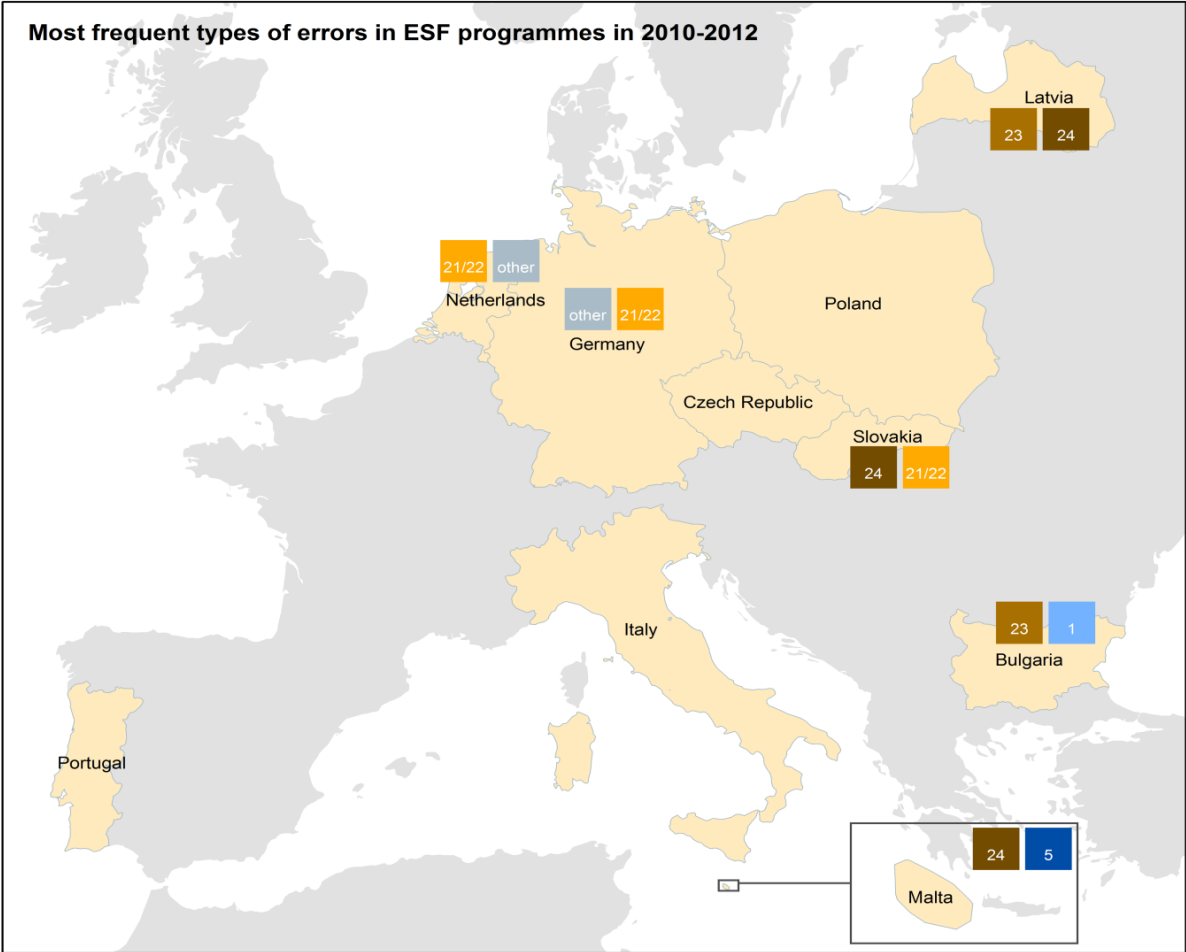 Most frequent types of errors in ESF programmes in 2010-2012
Latvia
23 24
21/22 other
Netherlands
other 21/22
Germany
Poland
Czech Republic
Slovakia
24 21/22
23 1
Bulgaria
Italy
Portugal
24 5
Malta